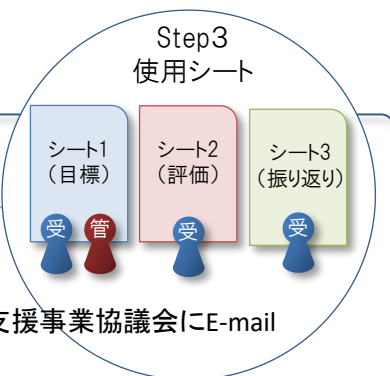 Step3
使用シート
シート1
(目標)
シート2
(評価)
シート3
(振り返り)
受
管
受
受
支援事業協議会にE-mail